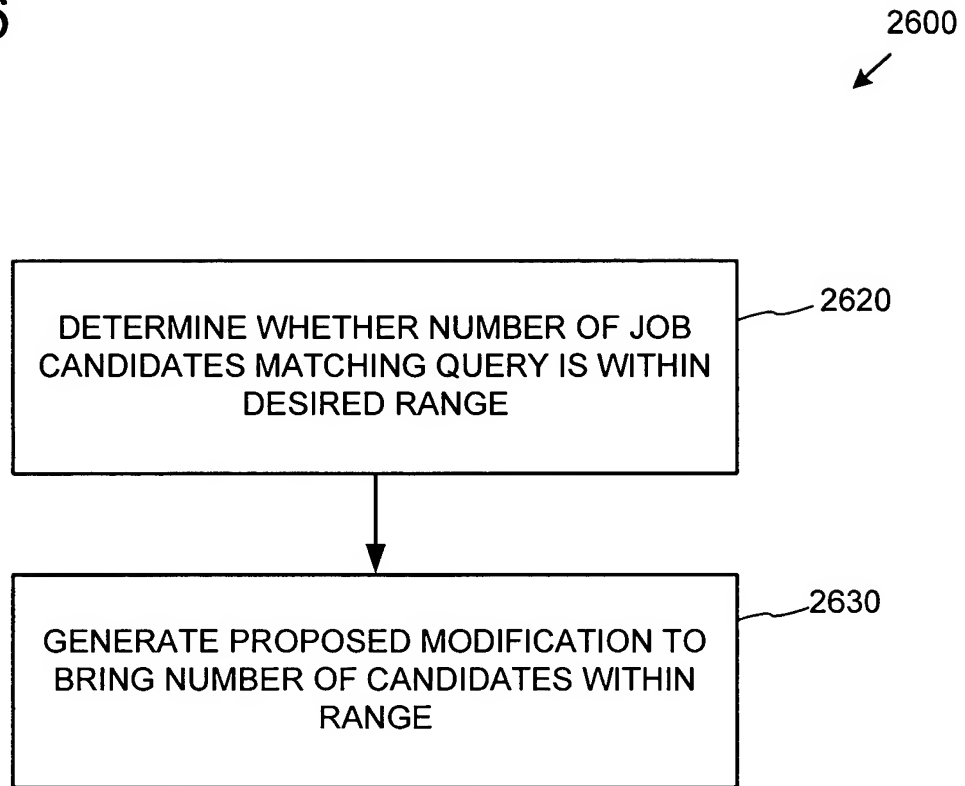 6
2600
DETERMINE WHETHER NUMBER OF JOB
CANDIDATES MATCHING QUERY IS WITHIN
DESIRED RANGE
2620
GENERATE PROPOSED MODIFICATION TO
BRING NUMBER OF CANDIDATES WITHIN
RANGE
2630